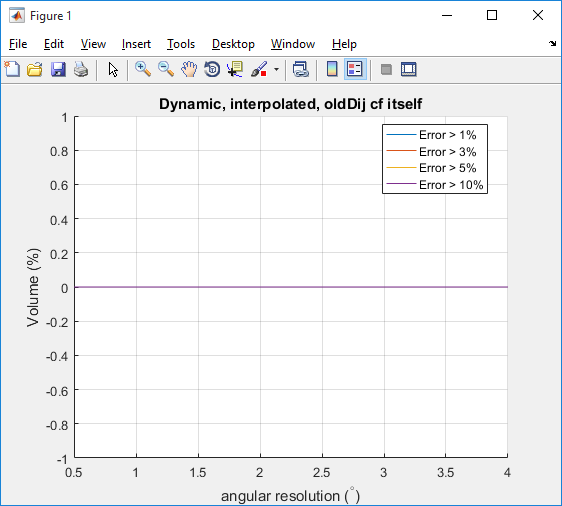 Figure 1
File Edit View Insert Tools Desktop Window Help
Dynamic, interpolated, oldDij cf itself
Error > 1%
Error > 3%
Error > 5%
Error > 10%
Volume (%)
1
0.8
0.6
0.4
0.2
0
-0.2
-0.4
-0.6
-0.8
-1
0.5 1 1.5 2 2.5 3 3.5 4
angular resolution (°)